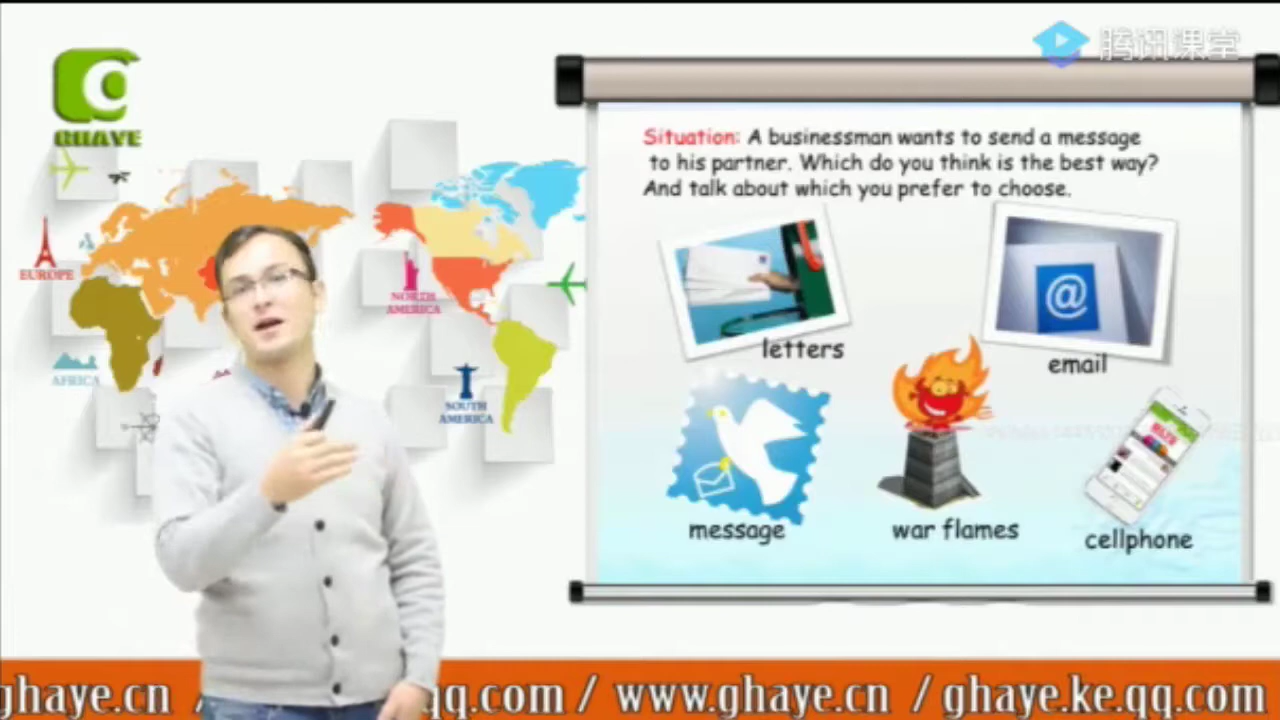 腾讯课堂
GHAYE
Situation: A businessman wants to send a message
to his partner. Which do you think is the best way?
And talk about which you prefer to choose.
EUROPE
NORTH
AMERICA
AFRICA
SOUTH
AMERICA
letters
@
email
message
war flames
cellphone
ghaye.cn / qq.com / www.ghaye.cn / ghaye.ke.qq.com